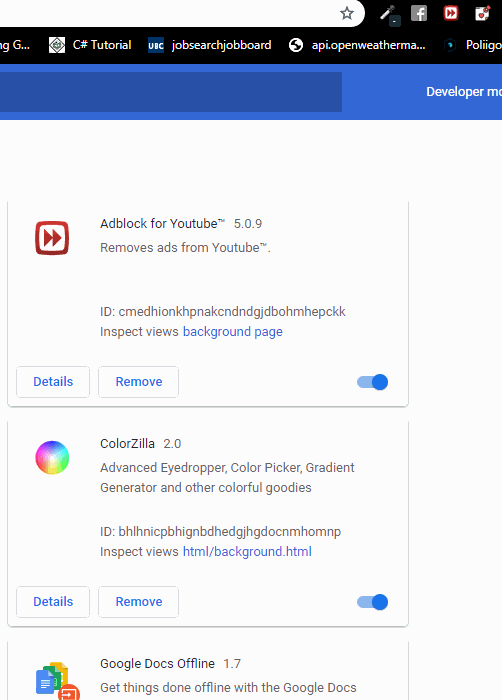 ng G...
C# Tutorial
UBC
jobsearchjobboard
api.openweatherma...
Poliigo
Developer mo
Adblock for Youtube™ 5.0.9
Removes ads from Youtube™.
ID: cmedhionkhpnakcndndgjdbohmhepckk
Inspect views background page
Details
Remove
ColorZilla 2.0
Advanced Eyedropper, Color Picker, Gradient
Generator and other colorful goodies
ID: bhlhnicpbhignbdhedgjhgdocnmhomnp
Inspect views html/background.html
Details
Remove
Google Docs Offline 1.7
Get things done offline with the Google Docs